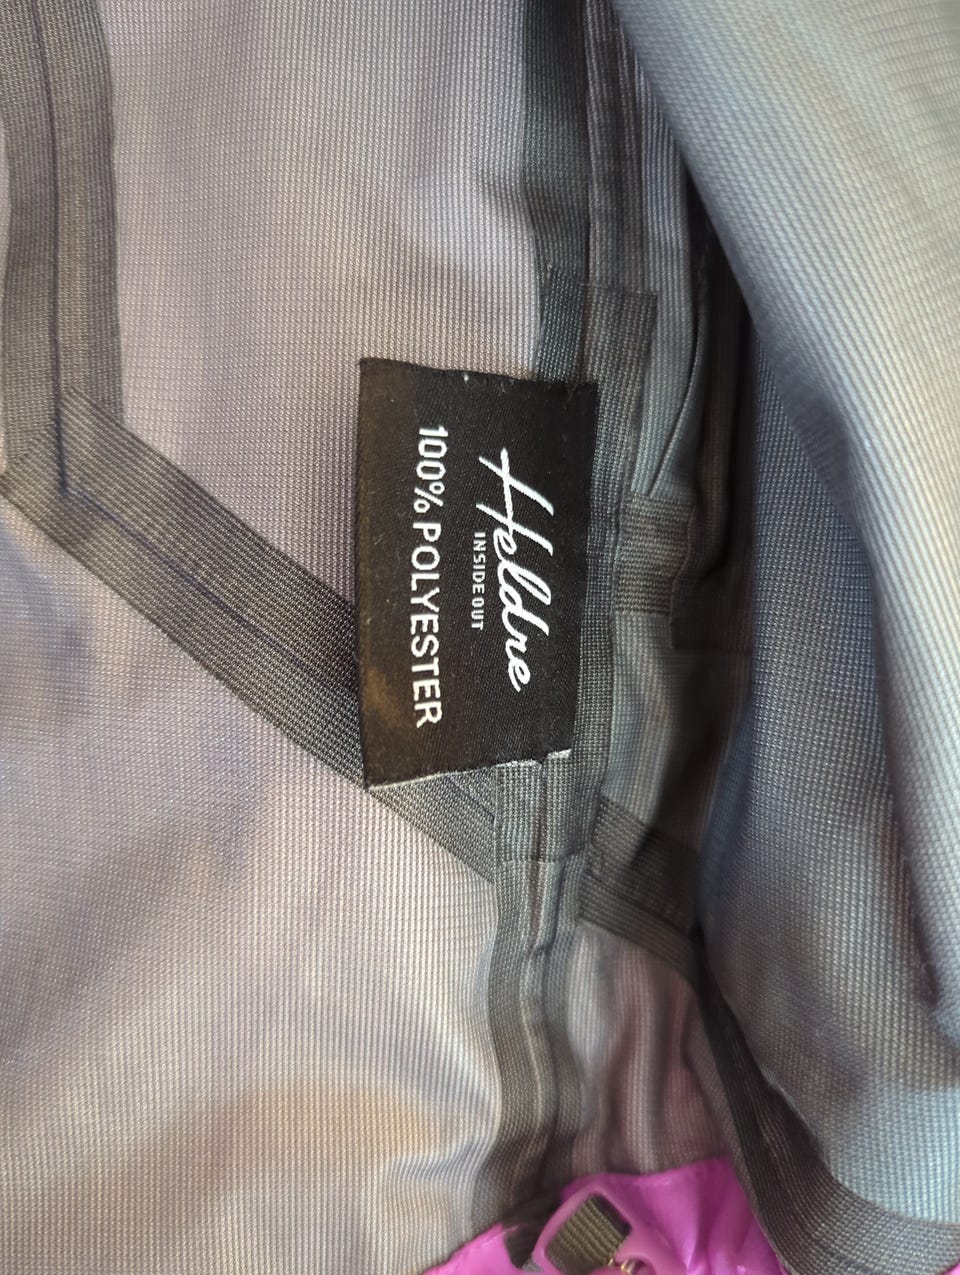 Heldre
INSIDE OUT
100% POLYESTER